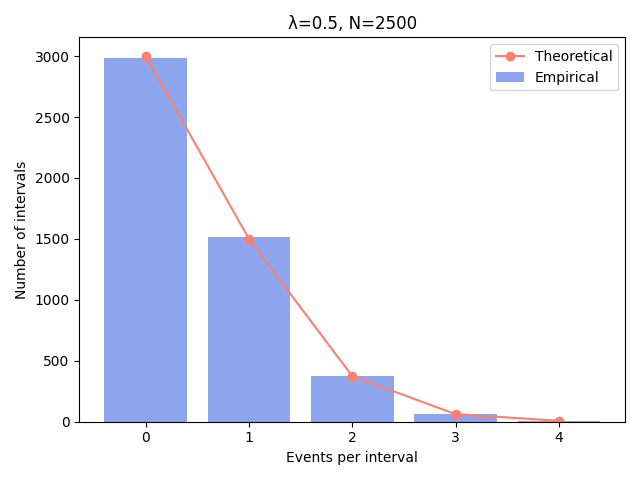 λ=0.5, N=2500
Theoretical
Empirical
Number of intervals
3000
2500
2000
1500
1000
500
0
0 1 2 3 4
Events per interval